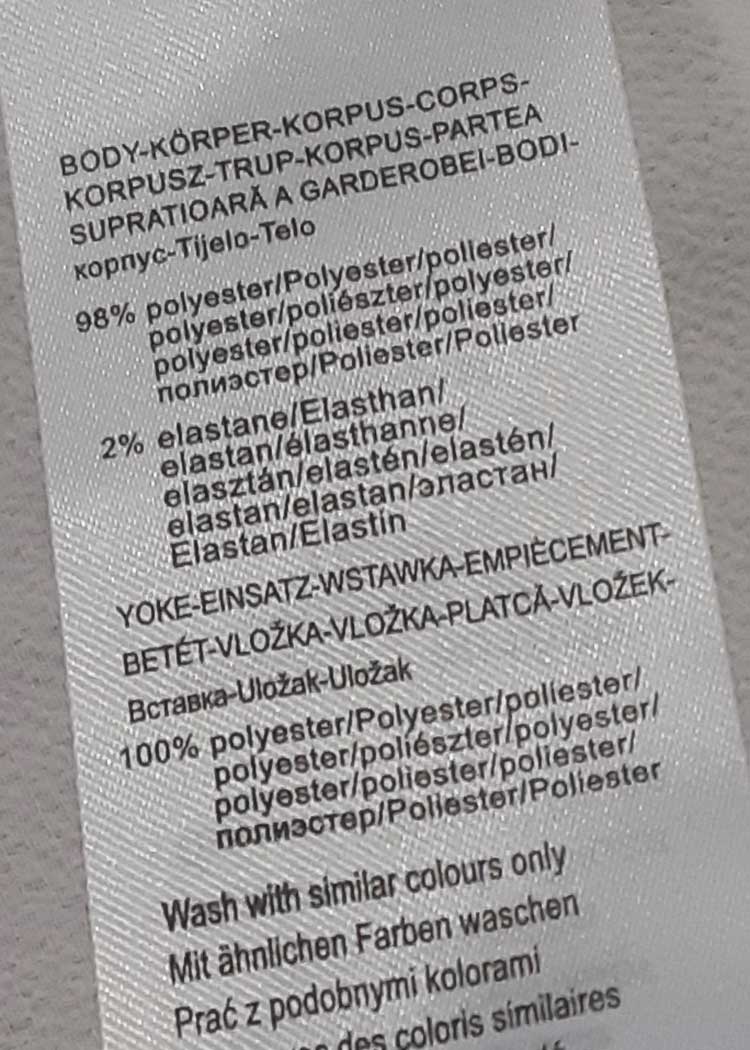 BODY-KÖRPER-KORPUS-CORPS-
KORPUSZ-TRUP-KORPUS-PARTEA
SUPRATIOARĂ A GARDEROBEI-BODI-
корпус-Tijelo-Telo
98% polyester/Polyester/poliester/
polyester/poliészter/polyester/
polyester/poliester/poliester/
полиэстер/Poliester/Poliester
2% elastane/Elasthan/
elastan/élasthanne/
elasztán/elastén/elastén/
elastan/elastan/эластан/
Elastan/Elastin
YOKE-EINSATZ-WSTAWKA-EMPIÈCEMENT-
BETÉT-VLOŽKA-VLOŽKA-PLATCĂ-VLOŽEK-
Вставка-Uložak-Uložak
100% polyester/Polyester/poliester/
polyester/poliészter/polyester/
polyester/poliester/poliester/
полиэстер/Poliester/Poliester
Wash with similar colours only
Mit ähnlichen Farben waschen
Prać z podobnymi kolorami
des coloris similaires